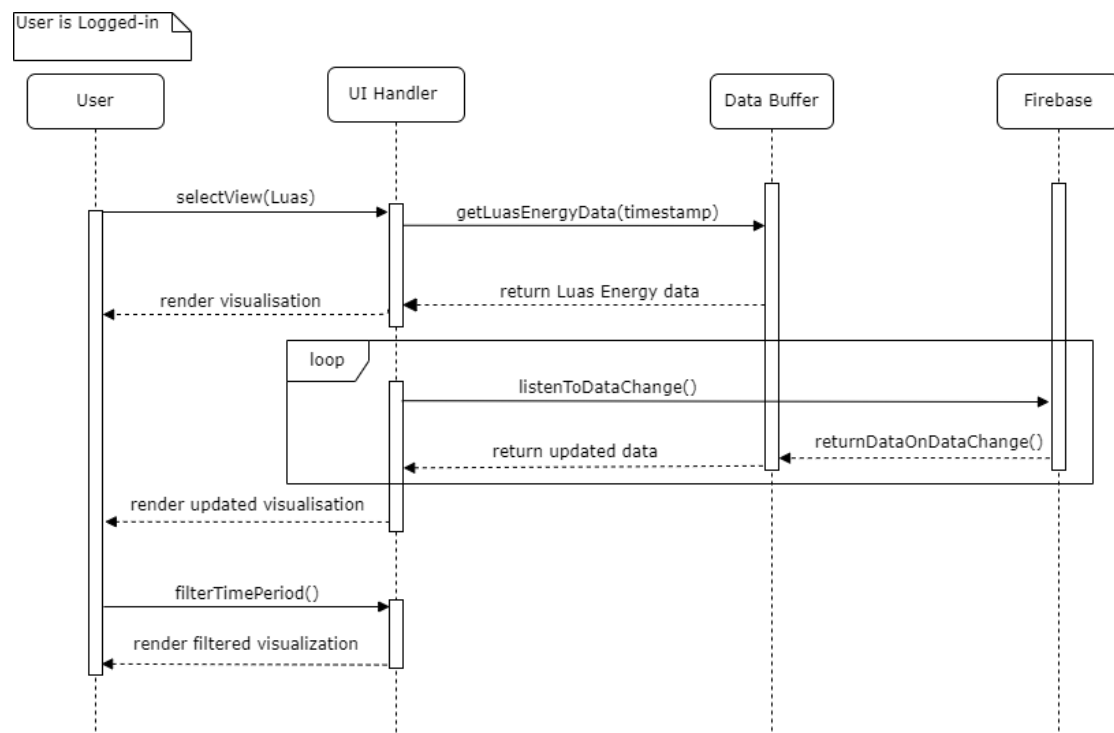 User is Logged-in
User
UI Handler
Data Buffer
Firebase
selectView(Luas)
getLuasEnergyData(timestamp)
return Luas Energy data
render visualisation
loop
listenToDataChange()
returnDataOnDataChange()
return updated data
render updated visualisation
filterTimePeriod()
render filtered visualization